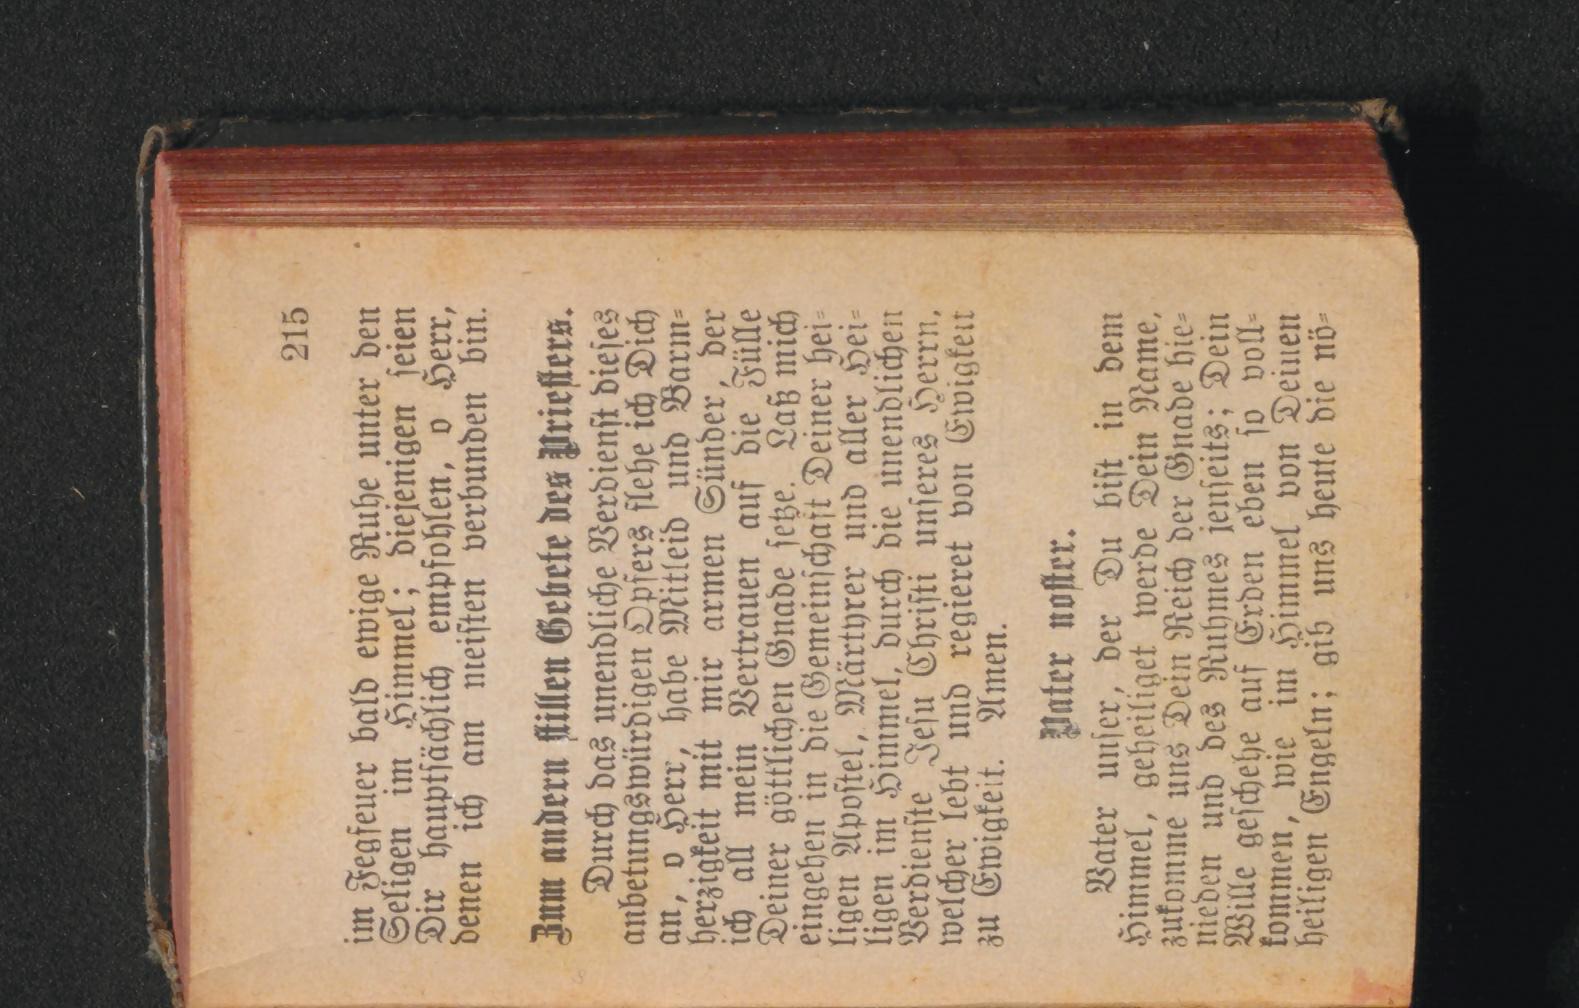 215
im Fegfeuer bald ewige Ruhe unter den
Seligen im Himmel; diejenigen seien
Dir hauptsächlich empfohlen, o Herr,
denen ich am meisten verbunden bin.
Zum andern stillen Gebete des Priesters.
Durch das unendliche Verdienst dieses
anbetungswürdigen Opfers flehe ich Dich
an, o Herr, habe Mitleid und Barm=
herzigkeit mit mir armen Sünder, der
ich all mein Vertrauen auf die Fülle
Deiner göttlichen Gnade setze. Laß mich
eingehen in die Gemeinschaft Deiner hei=
ligen Apostel, Märtyrer und aller Hei=
ligen im Himmel, durch die unendlichen
Verdienste Jesu Christi unseres Herrn,
welcher lebt und regieret von Ewigkeit
zu Ewigkeit. Amen.
Pater noster.
Vater unser, der Du bist in dem
Himmel, geheiliget werde Dein Name,
zukomme uns Dein Reich der Gnade hie=
nieden und des Ruhmes jenseits; Dein
Wille geschehe auf Erden eben so voll=
kommen, wie im Himmel von Deinen
heiligen Engeln; gib uns heute die nö=